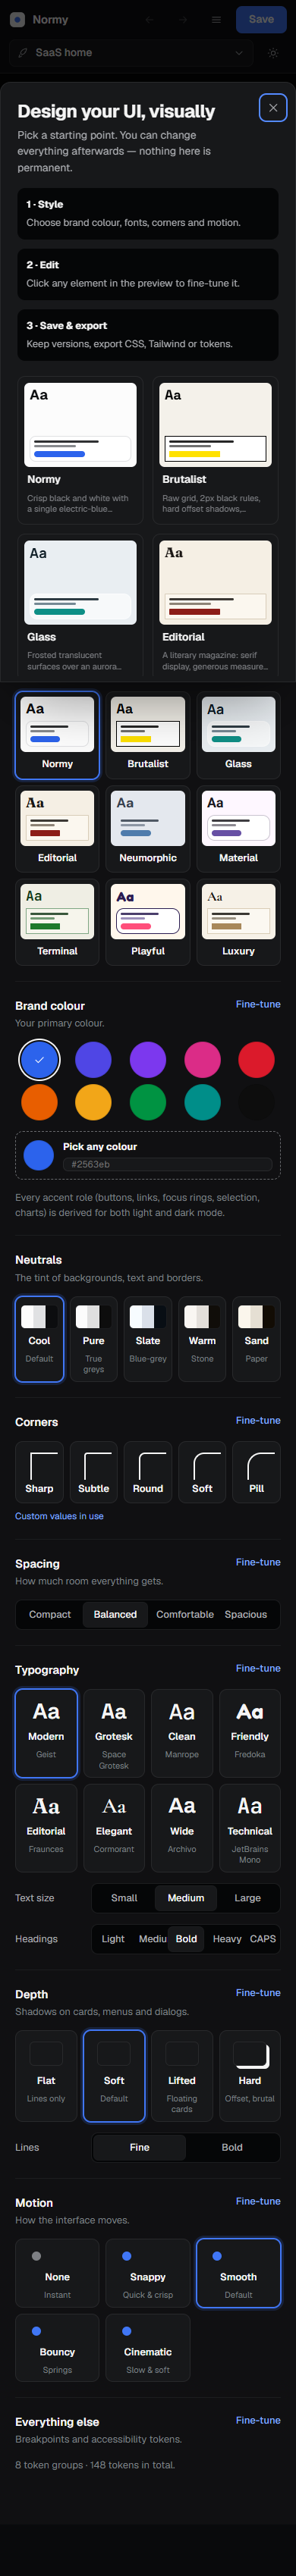 Normy
Save
SaaS home
Design your UI, visually
Pick a starting point. You can change
everything afterwards — nothing here is
permanent.
1 · Style
Choose brand colour, fonts, corners and motion.
2 · Edit
Click any element in the preview to fine-tune it.
3 · Save & export
Keep versions, export CSS, Tailwind or tokens.
Aa
Aa
Normy
Brutalist
Crisp black and white with
a single electric-blue…
Raw grid, 2px black rules,
hard offset shadows,…
Aa
Aa
Glass
Editorial
Frosted translucent
surfaces over an aurora…
A literary magazine: serif
display, generous measure…
Aa
Aa
Aa
Normy
Brutalist
Glass
Aa
Aa
Aa
Editorial
Neumorphic
Material
Aa
Aa
Aa
Terminal
Playful
Luxury
Brand colour
Fine-tune
Your primary colour.
Pick any colour
#2563eb
Every accent role (buttons, links, focus rings, selection,
charts) is derived for both light and dark mode.
Neutrals
The tint of backgrounds, text and borders.
Cool
Pure
Slate
Warm
Sand
Default
True
greys
Blue-grey
Stone
Paper
Corners
Fine-tune
Sharp
Subtle
Round
Soft
Pill
Custom values in use
Spacing
Fine-tune
How much room everything gets.
Compact
Balanced
Comfortable
Spacious
Typography
Fine-tune
Aa
Aa
Aa
Aa
Modern
Grotesk
Clean
Friendly
Geist
Space
Grotesk
Manrope
Fredoka
Aa
Aa
Aa
Aa
Editorial
Elegant
Wide
Technical
Fraunces
Cormorant
Archivo
JetBrains
Mono
Text size
Small
Medium
Large
Headings
Light
Mediu
Bold
Heavy
CAPS
Depth
Fine-tune
Shadows on cards, menus and dialogs.
Flat
Soft
Lifted
Hard
Lines only
Default
Floating
cards
Offset, brutal
Lines
Fine
Bold
Motion
Fine-tune
How the interface moves.
None
Snappy
Smooth
Instant
Quick & crisp
Default
Bouncy
Cinematic
Springs
Slow & soft
Everything else
Fine-tune
Breakpoints and accessibility tokens.
8 token groups · 148 tokens in total.